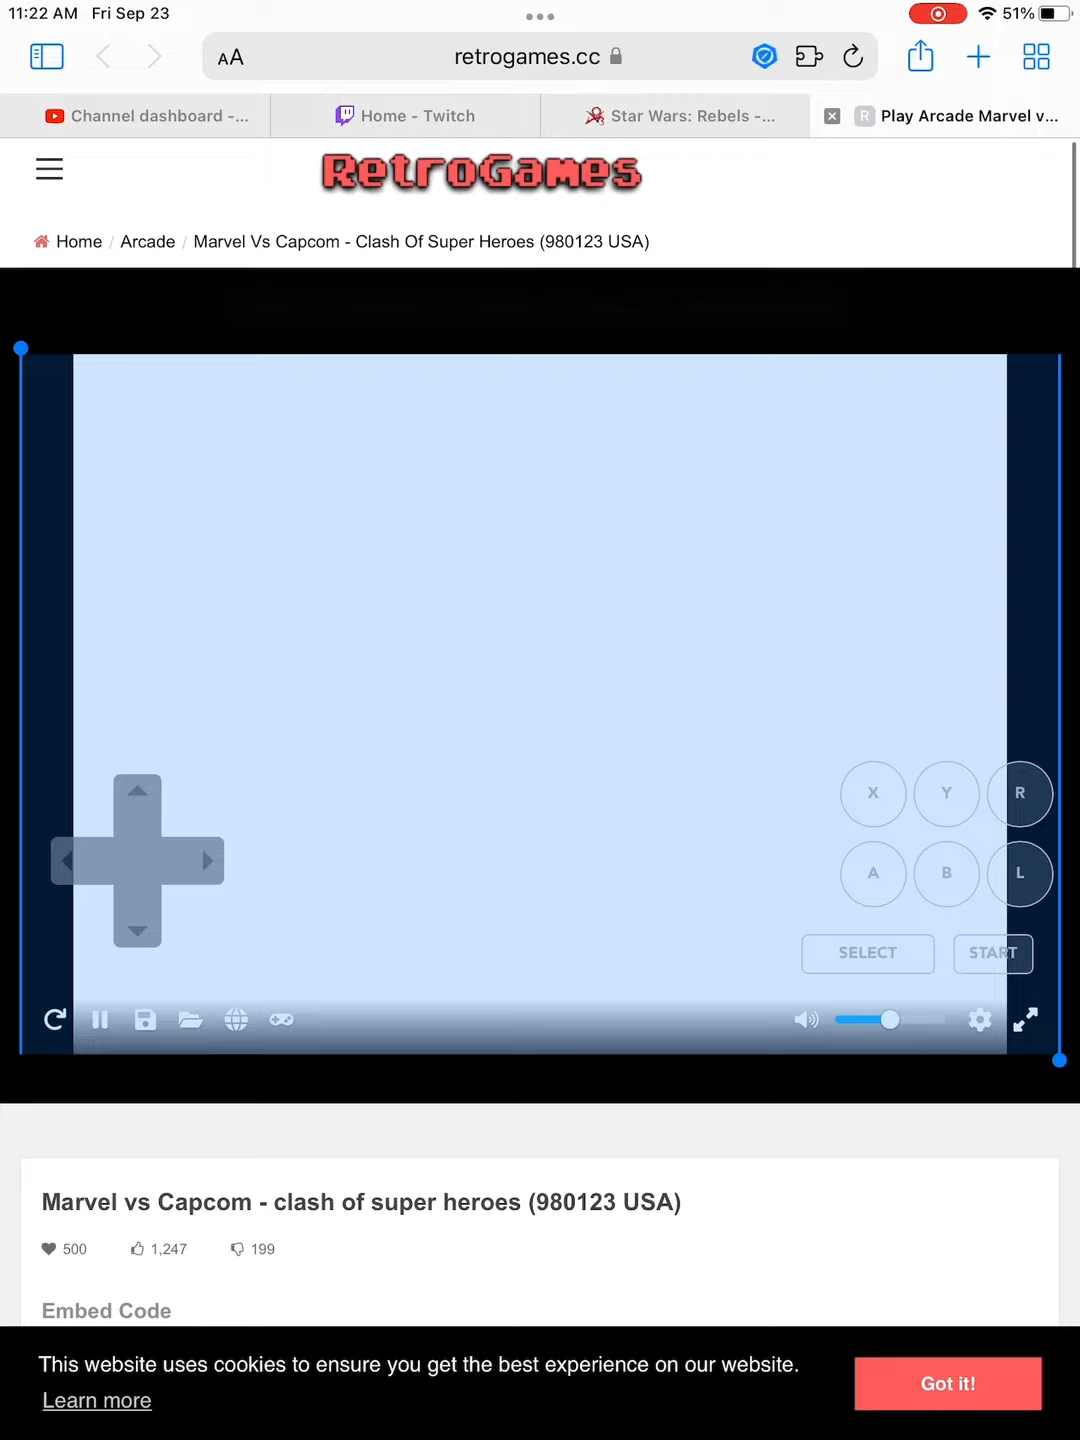 11:22 AM Fri Sep 23
51%
AA
retrogames.cc
Channel dashboard -...
Home - Twitch
Star Wars: Rebels -...
R
Play Arcade Marvel v...
RetroGames
Home / Arcade / Marvel Vs Capcom - Clash Of Super Heroes (980123 USA)
X
Y
R
A
B
L
SELECT
START
Marvel vs Capcom - clash of super heroes (980123 USA)
500
1,247
199
Embed Code
This website uses cookies to ensure you get the best experience on our website.
Learn more
Got it!